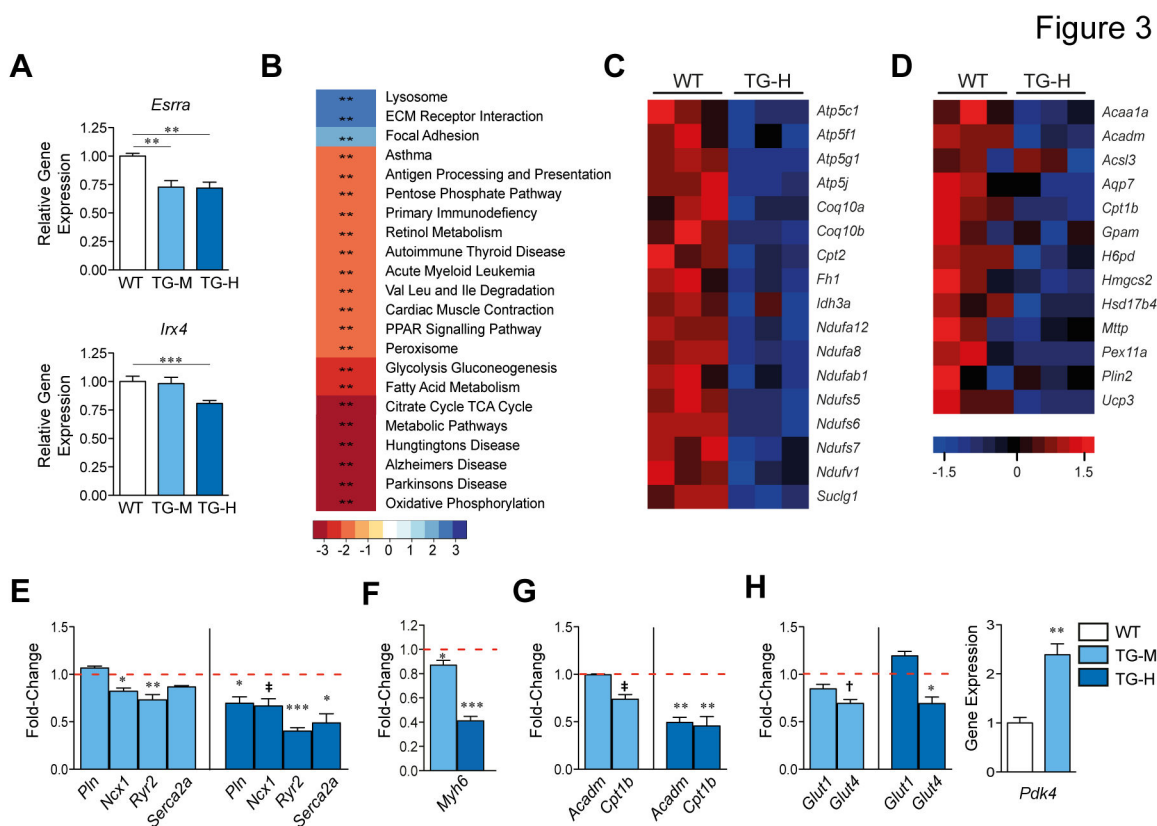 Figure 3
A
Esrra
** 
**
Relative Gene
Expression
1.25
1.00
0.75
0.50
0.25
0.00
WT TG-M TG-H
Irx4
***
Relative Gene
Expression
1.25
1.00
0.75
0.50
0.25
0.00
WT TG-M TG-H
B
** Lysosome
** ECM Receptor Interaction
** Focal Adhesion
** Asthma
** Antigen Processing and Presentation
** Pentose Phosphate Pathway
** Primary Immunodefiency
** Retinol Metabolism
** Autoimmune Thyroid Disease
** Acute Myeloid Leukemia
** Val Leu and Ile Degradation
** Cardiac Muscle Contraction
** PPAR Signalling Pathway
** Peroxisome
** Glycolysis Gluconeogenesis
** Fatty Acid Metabolism
** Citrate Cycle TCA Cycle
** Metabolic Pathways
** Hungtingtons Disease
** Alzheimers Disease
** Parkinsons Disease
** Oxidative Phosphorylation
-3 -2 -1 0 1 2 3
C
WT TG-H
Atp5c1
Atp5f1
Atp5g1
Atp5j
Coq10a
Coq10b
Cpt2
Fh1
Idh3a
Ndufa12
Ndufa8
Ndufab1
Ndufs5
Ndufs6
Ndufs7
Ndufv1
Suclg1
D
WT TG-H
Acaa1a
Acadm
Acsl3
Aqp7
Cpt1b
Gpam
H6pd
Hmgcs2
Hsd17b4
Mttp
Pex11a
Plin2
Ucp3
-1.5 0 1.5
E
Fold-Change
1.5
1.0
0.5
0.0
* ** * ‡ *** *
Pln Ncx1 Ryr2 Serca2a Pln Ncx1 Ryr2 Serca2a
F
Fold-Change
1.2
1.0
0.8
0.6
0.4
0.2
0.0
* ***
Myh6
G
Fold-Change
1.5
1.0
0.5
0.0
‡ ** **
Acadm Cpt1b Acadm Cpt1b
H
Fold-Change
1.5
1.0
0.5
0.0
† *
Glut1 Glut4 Glut1 Glut4
Gene Expression
3
2
1
0
**
Pdk4
WT
TG-M
TG-H